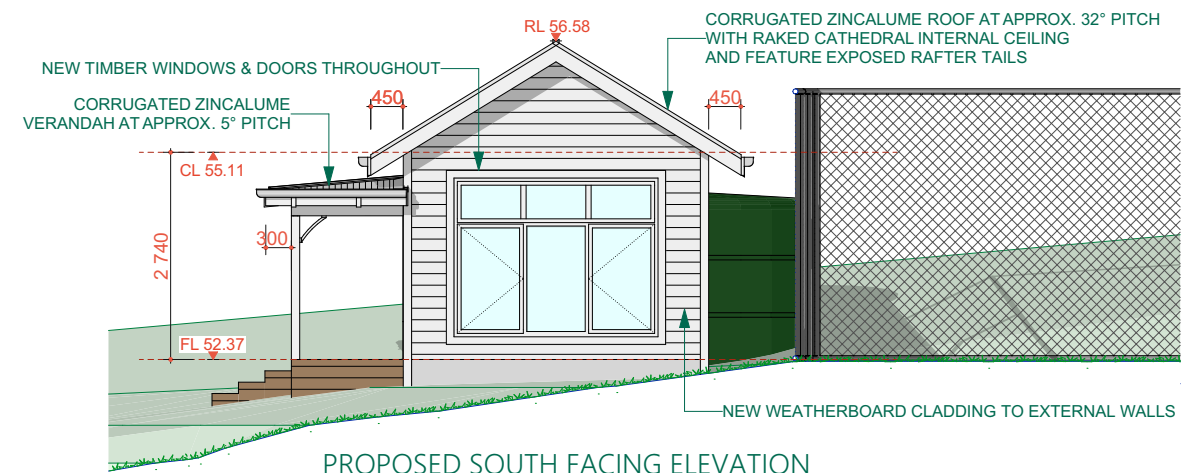 RL 56.58
CORRUGATED ZINCALUME ROOF AT APPROX. 32° PITCH
WITH RAKED CATHEDRAL INTERNAL CEILING
AND FEATURE EXPOSED RAFTER TAILS
NEW TIMBER WINDOWS & DOORS THROUGHOUT
CORRUGATED ZINCALUME
VERANDAH AT APPROX. 5° PITCH
450
450
CL 55.11
300
2 740
FL 52.37
NEW WEATHERBOARD CLADDING TO EXTERNAL WALLS
PROPOSED SOUTH FACING ELEVATION